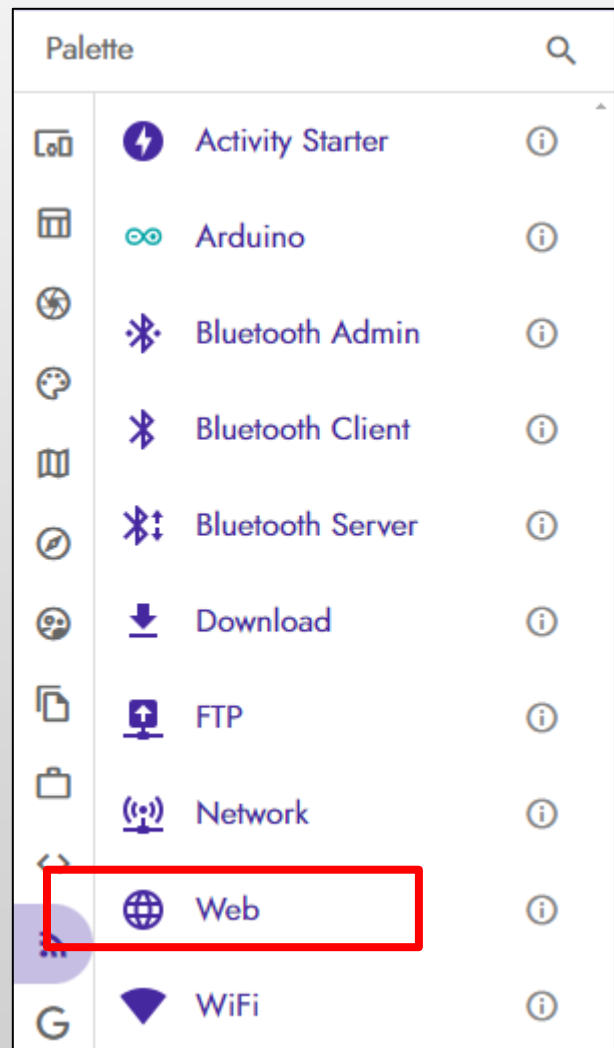 Palette
Activity Starter
Arduino
Bluetooth Admin
Bluetooth Client
Bluetooth Server
Download
FTP
Network
Web
WiFi